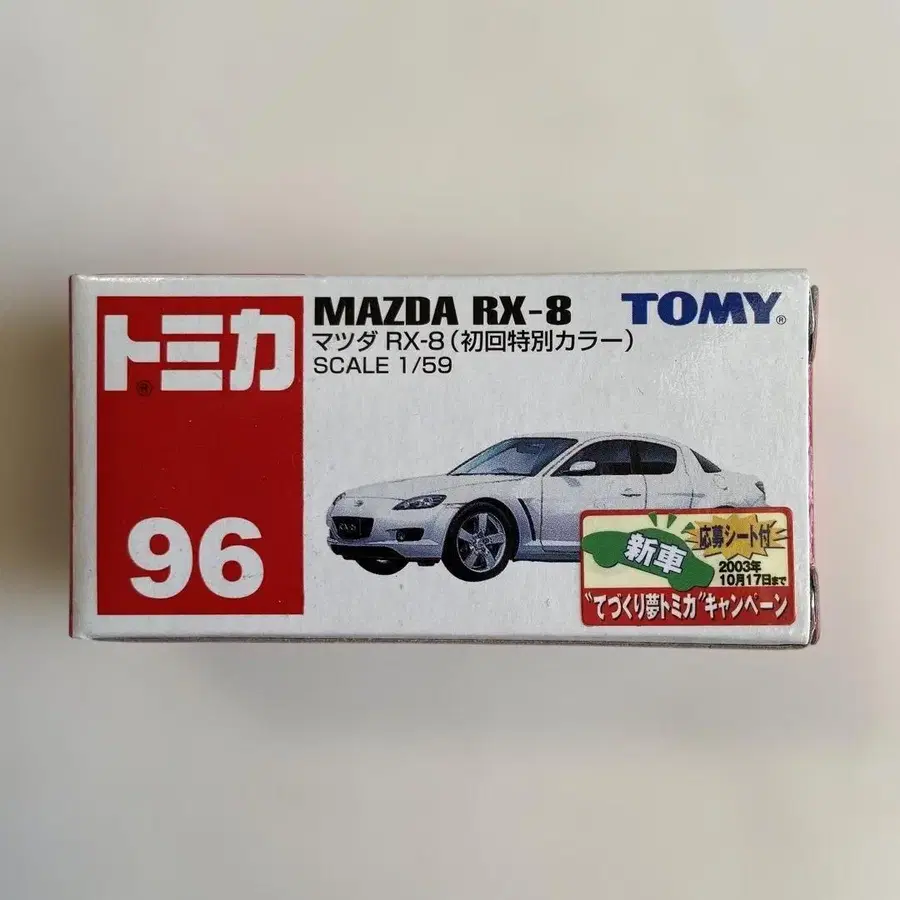 トミカ
96
MAZDA RX-8
マツダ RX-8(初回特別カラー)
SCALE 1/59
TOMY®
RX-8
新車
応募シート付
2003年
10月17日まで
"てづくり夢トミカ"キャンペーン